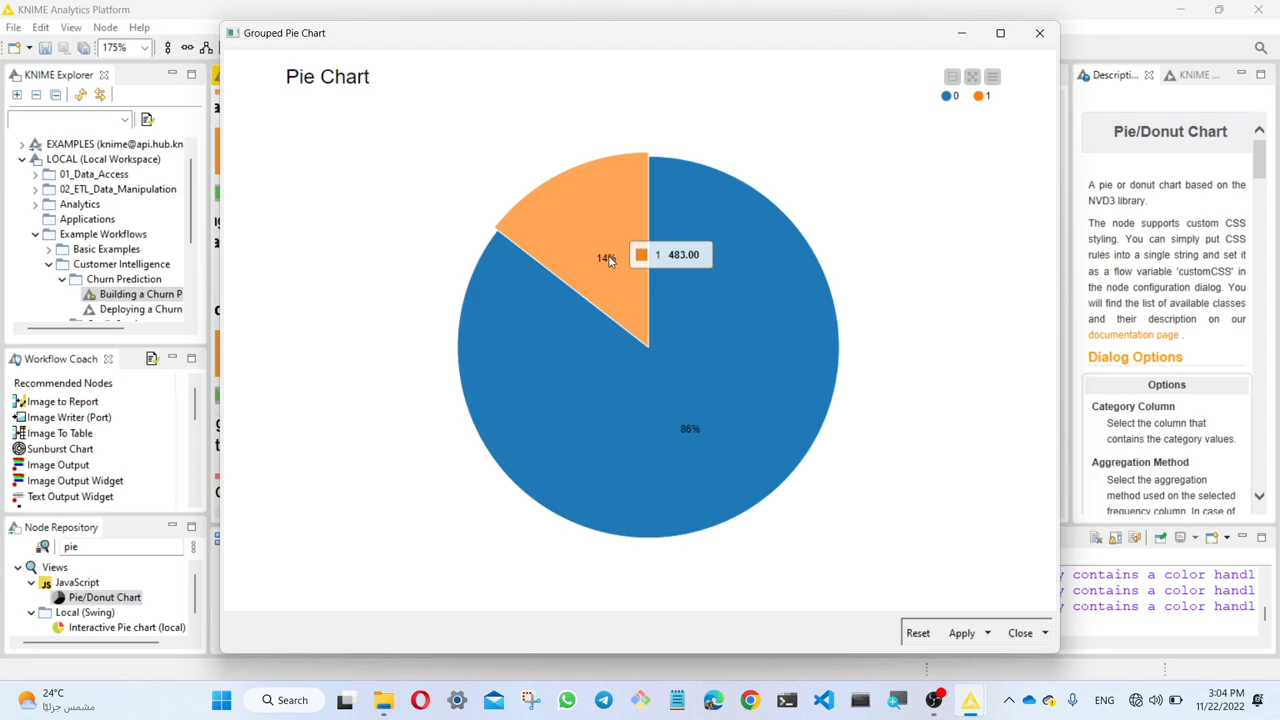 KNIME Analytics Platform
File Edit View Node Help
175%
KNIME Explorer
EXAMPLES (knime@api.hub.kn
LOCAL (Local Workspace)
01_Data_Access
02_ETL_Data_Manipulation
Analytics
Applications
Example Workflows
Basic Examples
Customer Intelligence
Churn Prediction
Building a Churn P
Deploying a Churn
Workflow Coach
Recommended Nodes
Image to Report
Image Writer (Port)
Image To Table
Sunburst Chart
Image Output
Image Output Widget
Text Output Widget
Node Repository
pie
Views
JS JavaScript
Pie/Donut Chart
Local (Swing)
Interactive Pie chart (local)
Grouped Pie Chart
Pie Chart
0 1
14%
1 483.00
86%
Reset Apply Close
Descripti... KNIME ...
Pie/Donut Chart
A pie or donut chart based on the
NVD3 library.
The node supports custom CSS
styling. You can simply put CSS
rules into a single string and set it
as a flow variable 'customCSS' in
the node configuration dialog. You
will find the list of available classes
and their description on our
documentation page .
Dialog Options
Options
Category Column
Select the column that
contains the category values.
Aggregation Method
Select the aggregation
method used on the selected
frequency column. In case of
contains a color handl
contains a color handl
contains a color handl
24°C
مشمس جزئيًا
Search
ENG
3:04 PM
11/22/2022